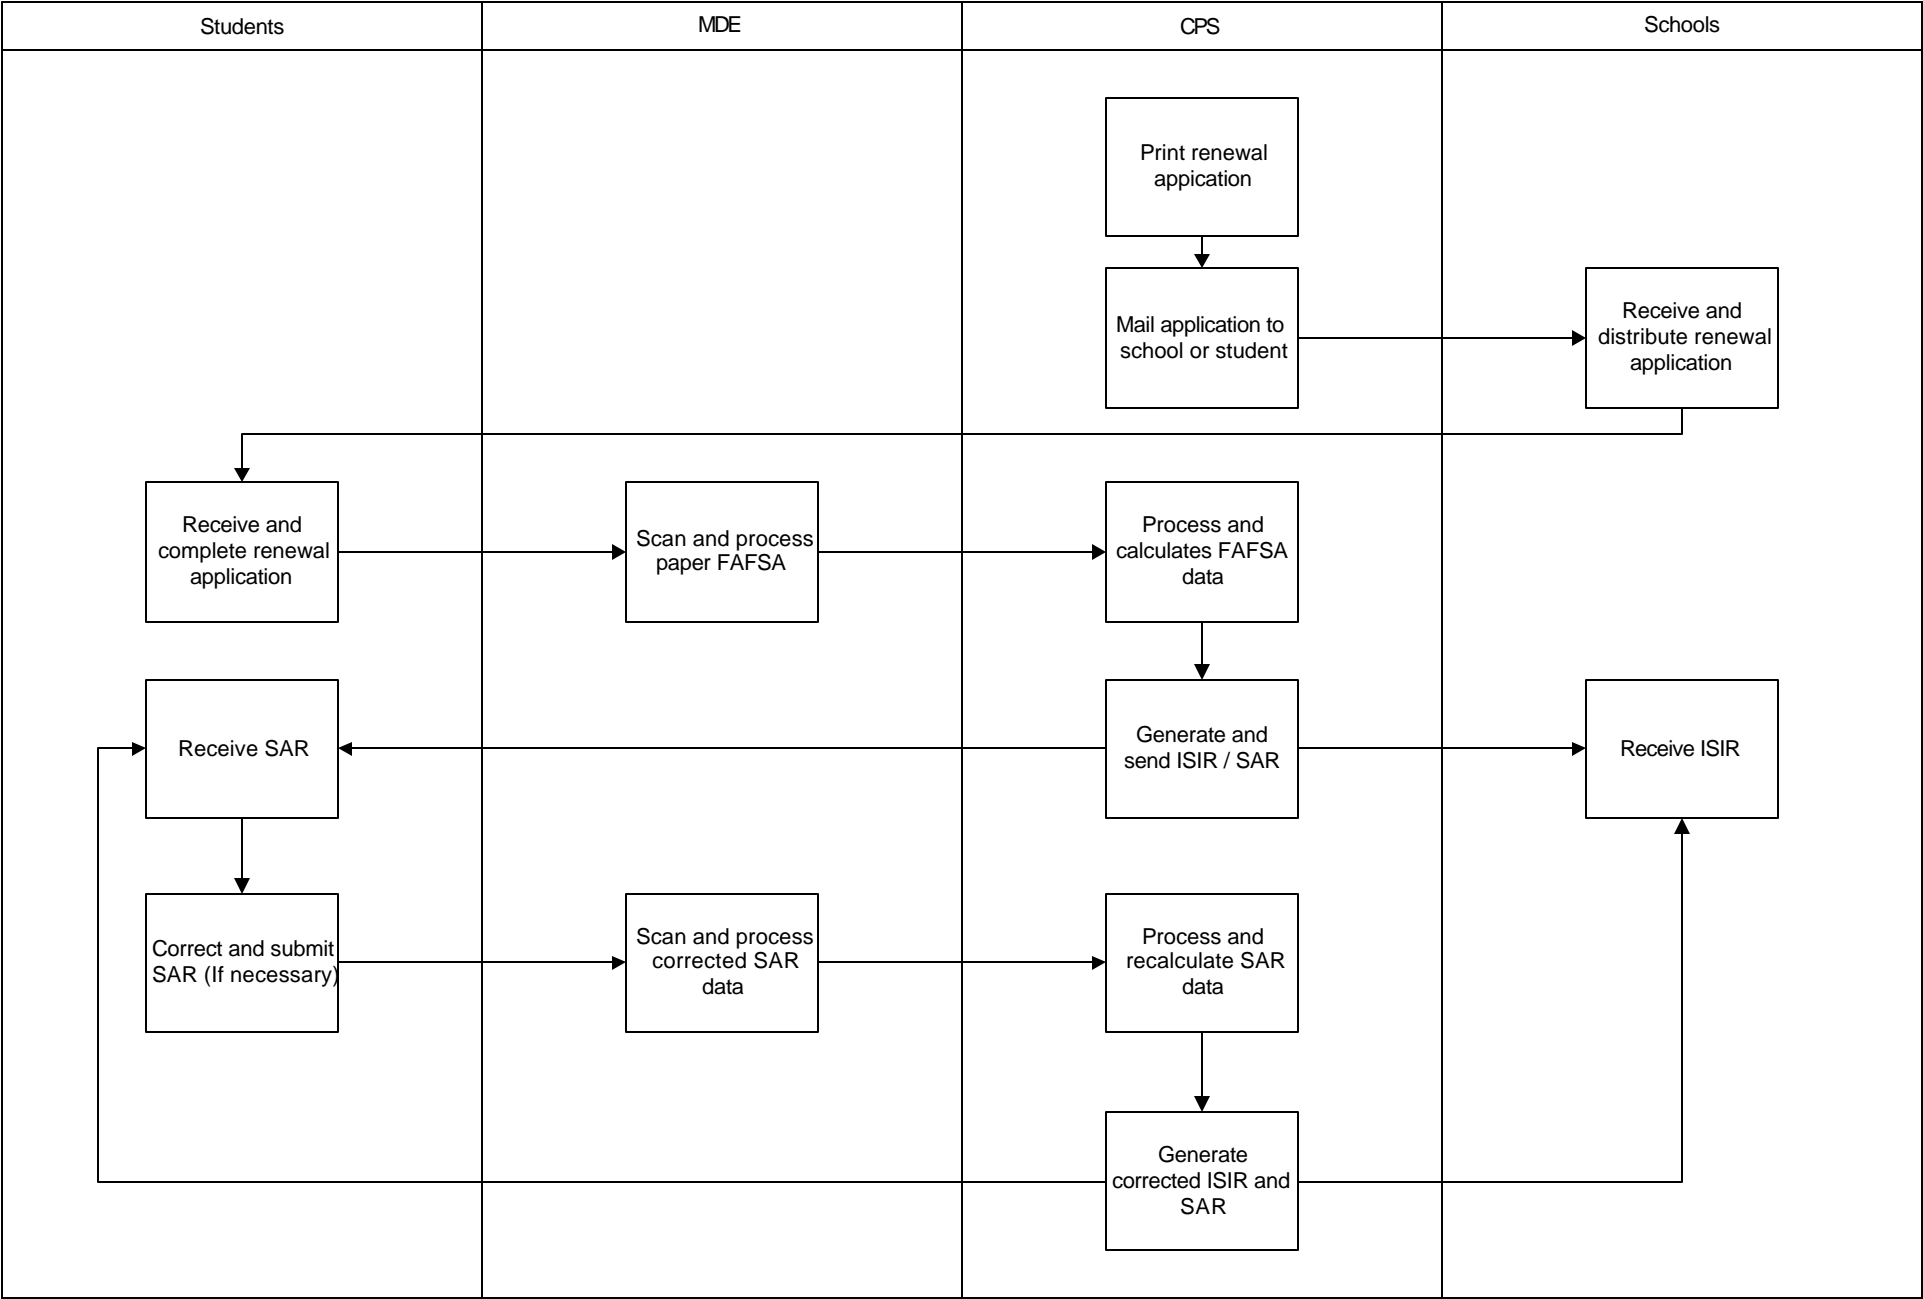 Students
MDE
CPS
Schools
Print renewal
appication
Mail application to
school or student
Receive and
distribute renewal
application
Receive and
complete renewal
application
Scan and process
paper FAFSA
Process and
calculates FAFSA
data
Receive SAR
Generate and
send ISIR / SAR
Receive ISIR
Correct and submit
SAR (If necessary)
Scan and process
corrected SAR
data
Process and
recalculate SAR
data
Generate
corrected ISIR and
SAR